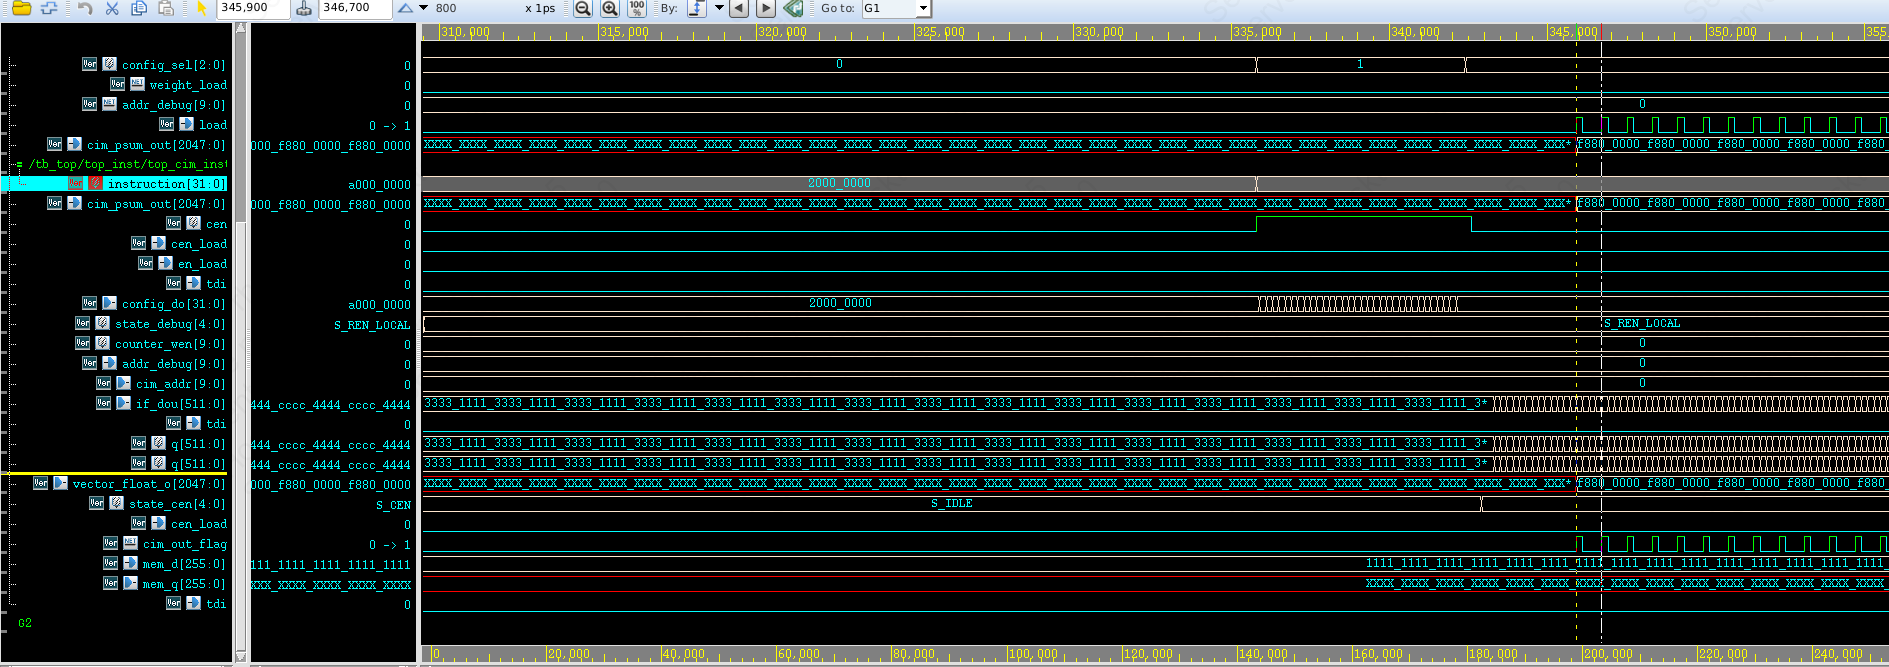 345,900 346,700 800 x 1ps 100 % By: Go to: G1
310,000 315,000 320,000 325,000 330,000 335,000 340,000 345,000 350,000 355
config_sel[2:0] 0 0 1
weight_load 0
addr_debug[9:0] 0 0
load 0 -> 1
cim_psum_out[2047:0] 000_f880_0000_f880_0000 XXXX_XXXX_XXXX_XXXX_XXXX_XXXX_XXXX_XXXX_XXXX_XXXX_XXXX_XXXX_XXXX_XXXX_XXXX_XXXX_XXXX_XXXX_XXXX_XXXX_XXXX_XXXX_XXXX_XXXX_XXXX_XXXX_XXXX_XXXX_XXXX_XXXX_XXXX_XXXX_XXX* f880_0000_f880_0000_f880_0000_f880_0000_f880
= /tb_top/top_inst/top_cim_inst
instruction[31:0] a000_0000 2000_0000
cim_psum_out[2047:0] 000_f880_0000_f880_0000 XXXX_XXXX_XXXX_XXXX_XXXX_XXXX_XXXX_XXXX_XXXX_XXXX_XXXX_XXXX_XXXX_XXXX_XXXX_XXXX_XXXX_XXXX_XXXX_XXXX_XXXX_XXXX_XXXX_XXXX_XXXX_XXXX_XXXX_XXXX_XXXX_XXXX_XXXX_XXXX_XXX* f880_0000_f880_0000_f880_0000_f880_0000_f880
cen 0
cen_load 0
en_load 0
tdi 0
config_do[31:0] a000_0000 2000_0000
state_debug[4:0] S_REN_LOCAL S_REN_LOCAL
counter_wen[9:0] 0 0
addr_debug[9:0] 0 0
cim_addr[9:0] 0 0
if_dou[511:0] 444_cccc_4444_cccc_4444 3333_1111_3333_1111_3333_1111_3333_1111_3333_1111_3333_1111_3333_1111_3333_1111_3333_1111_3333_1111_3333_1111_3333_1111_3333_1111_3333_1111_3333_1111_3*
tdi 0
q[511:0] 444_cccc_4444_cccc_4444 3333_1111_3333_1111_3333_1111_3333_1111_3333_1111_3333_1111_3333_1111_3333_1111_3333_1111_3333_1111_3333_1111_3333_1111_3333_1111_3333_1111_3333_1111_3*
q[511:0] 444_cccc_4444_cccc_4444 3333_1111_3333_1111_3333_1111_3333_1111_3333_1111_3333_1111_3333_1111_3333_1111_3333_1111_3333_1111_3333_1111_3333_1111_3333_1111_3333_1111_3333_1111_3*
vector_float_o[2047:0] 000_f880_0000_f880_0000 XXXX_XXXX_XXXX_XXXX_XXXX_XXXX_XXXX_XXXX_XXXX_XXXX_XXXX_XXXX_XXXX_XXXX_XXXX_XXXX_XXXX_XXXX_XXXX_XXXX_XXXX_XXXX_XXXX_XXXX_XXXX_XXXX_XXXX_XXXX_XXXX_XXXX_XXXX_XXXX_XXX* f880_0000_f880_0000_f880_0000_f880_0000_f880
state_cen[4:0] S_CEN S_IDLE
cen_load 0
cim_out_flag 0 -> 1
mem_d[255:0] 1111_1111_1111_1111_1111 1111_1111_1111_1111_1111_1111_1111_1111_1111_1111_1111_1111_1111_1111_1111
mem_q[255:0] XXX_XXXX_XXXX_XXXX_XXXX XXXX_XXXX_XXXX_XXXX_XXXX_XXXX_XXXX_XXXX_XXXX_XXXX_XXXX_XXXX_XXXX_XXXX_XXXX
tdi 0
G2
0 20,000 40,000 60,000 80,000 100,000 120,000 140,000 160,000 180,000 200,000 220,000 240,000